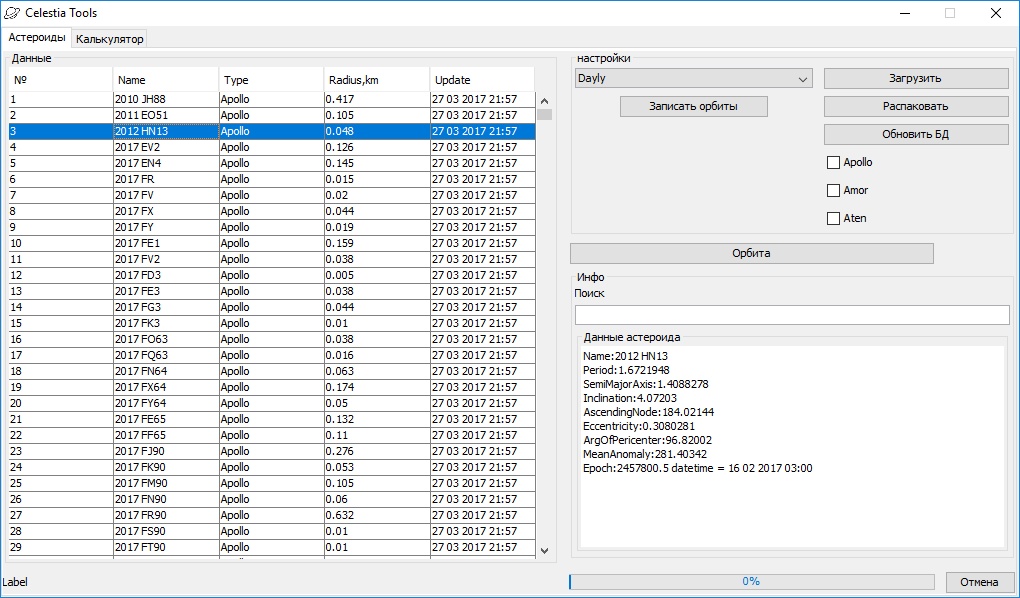 Celestia Tools
Астероиды Калькулятор
Данные
№ Name Type Radius,km Update
1 2010 JH88 Apollo 0.417 27 03 2017 21:57
2 2011 EO51 Apollo 0.105 27 03 2017 21:57
3 2012 HN13 Apollo 0.048 27 03 2017 21:57
4 2017 EV2 Apollo 0.126 27 03 2017 21:57
5 2017 EN4 Apollo 0.145 27 03 2017 21:57
6 2017 FR Apollo 0.015 27 03 2017 21:57
7 2017 FV Apollo 0.02 27 03 2017 21:57
8 2017 FX Apollo 0.044 27 03 2017 21:57
9 2017 FY Apollo 0.019 27 03 2017 21:57
10 2017 FE1 Apollo 0.159 27 03 2017 21:57
11 2017 FV2 Apollo 0.038 27 03 2017 21:57
12 2017 FD3 Apollo 0.005 27 03 2017 21:57
13 2017 FE3 Apollo 0.038 27 03 2017 21:57
14 2017 FG3 Apollo 0.044 27 03 2017 21:57
15 2017 FK3 Apollo 0.01 27 03 2017 21:57
16 2017 FO63 Apollo 0.038 27 03 2017 21:57
17 2017 FQ63 Apollo 0.016 27 03 2017 21:57
18 2017 FN64 Apollo 0.063 27 03 2017 21:57
19 2017 FX64 Apollo 0.174 27 03 2017 21:57
20 2017 FY64 Apollo 0.05 27 03 2017 21:57
21 2017 FE65 Apollo 0.132 27 03 2017 21:57
22 2017 FF65 Apollo 0.11 27 03 2017 21:57
23 2017 FJ90 Apollo 0.276 27 03 2017 21:57
24 2017 FK90 Apollo 0.053 27 03 2017 21:57
25 2017 FM90 Apollo 0.105 27 03 2017 21:57
26 2017 FN90 Apollo 0.06 27 03 2017 21:57
27 2017 FR90 Apollo 0.632 27 03 2017 21:57
28 2017 FS90 Apollo 0.01 27 03 2017 21:57
29 2017 FT90 Apollo 0.01 27 03 2017 21:57
Label
настройки
Dayly
Загрузить
Записать орбиты
Распаковать
Обновить БД
Apollo
Amor
Aten
Орбита
Инфо
Поиск
Данные астероида
Name:2012 HN13
Period:1.6721948
SemiMajorAxis:1.4088278
Inclination:4.07203
AscendingNode:184.02144
Eccentricity:0.3080281
ArgOfPericenter:96.82002
MeanAnomaly:281.40342
Epoch:2457800.5 datetime = 16 02 2017 03:00
0%
Отмена